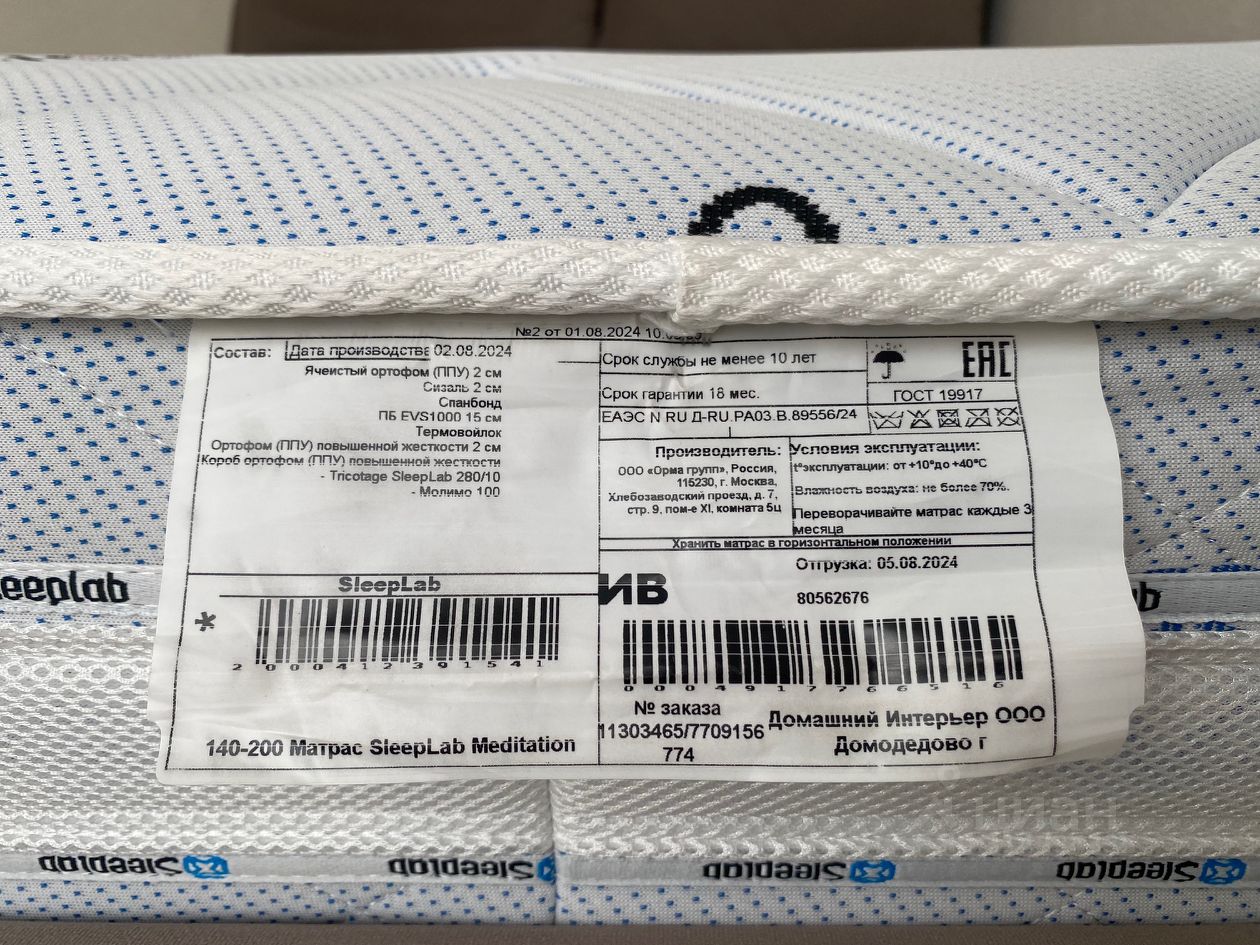 №2 от 01.08.2024 10
Состав: Дата производстве 02.08.2024
Ячеистый ортофом (ППУ) 2 см
Сизаль 2 см
Спанбонд
ПБ EVS1000 15 см
Термовойлок
Ортофом (ППУ) повышенной жесткости 2 см
Короб ортофом (ППУ) повышенной жесткости
- Tricotage SleepLab 280/10
- Молимо 100
Срок службы не менее 10 лет
Срок гарантии 18 мес.
ЕАЭС N RU Д-RU.РА03.В.89556/24
EAC
ГОСТ 19917
Производитель:
ООО «Орма групп», Россия,
115230, г. Москва,
Хлебозаводский проезд, д. 7,
стр. 9, пом-е XI, комната 5ц
Условия эксплуатации:
t°эксплуатации: от +10°до +40°С
Влажность воздуха: не более 70%.
Переворачивайте матрас каждые 3
месяца
Хранить матрас в горизонтальном положении
SleepLab
*
2000412391541
140-200 Матрас SleepLab Meditation
Отгрузка: 05.08.2024
ИВ
80562676
0004917766516
№ заказа
11303465/7709156
774
Домашний Интерьер ООО
Домодедово г
eeplab
b
Sleeplab
Sleeplab
Sleeplab
Sleeplab
циан